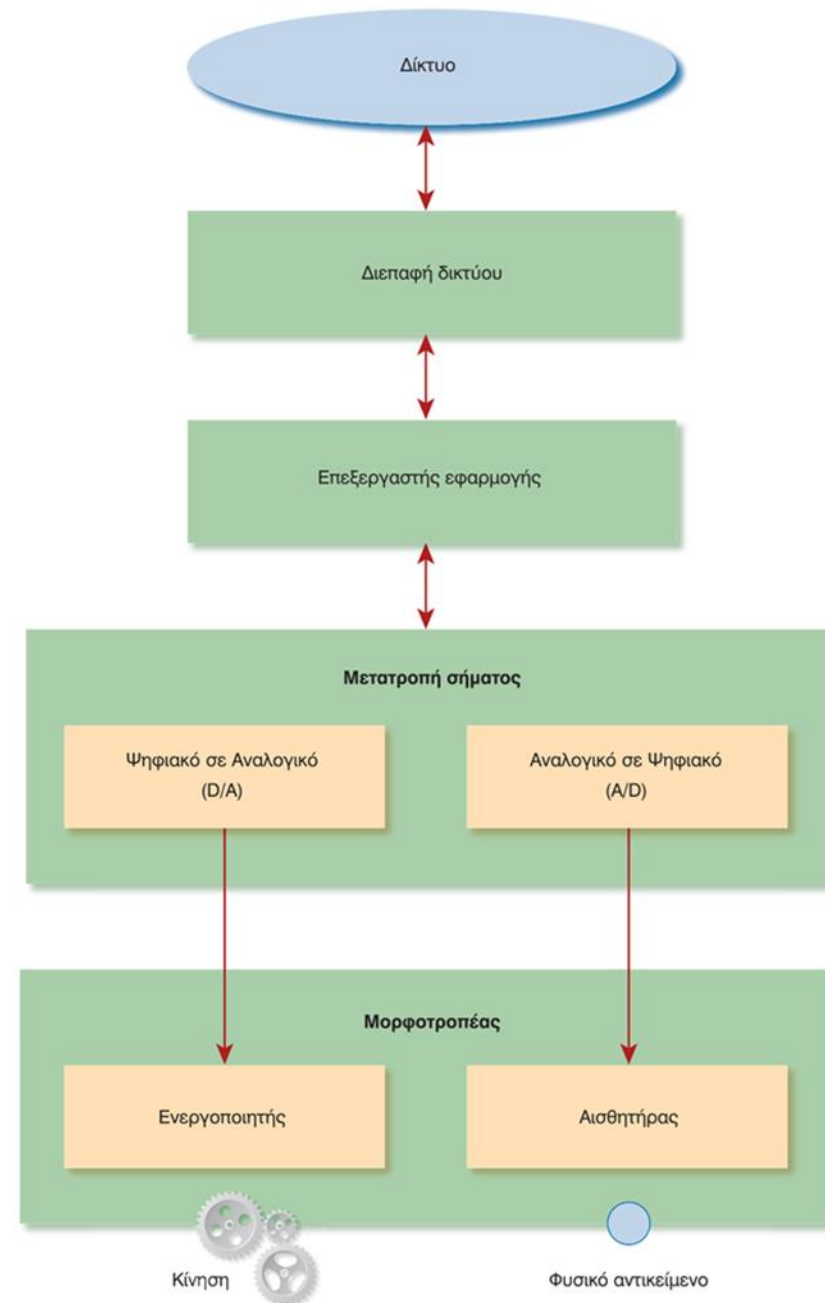 Δίκτυο
Διεπαφή δικτύου
Επεξεργαστής εφαρμογής
Μετατροπή σήματος
Ψηφιακό σε Αναλογικό
(D/A)
Αναλογικό σε Ψηφιακό
(A/D)
Μορφοτροπέας
Ενεργοποιητής
Αισθητήρας
Κίνηση
Φυσικό αντικείμενο